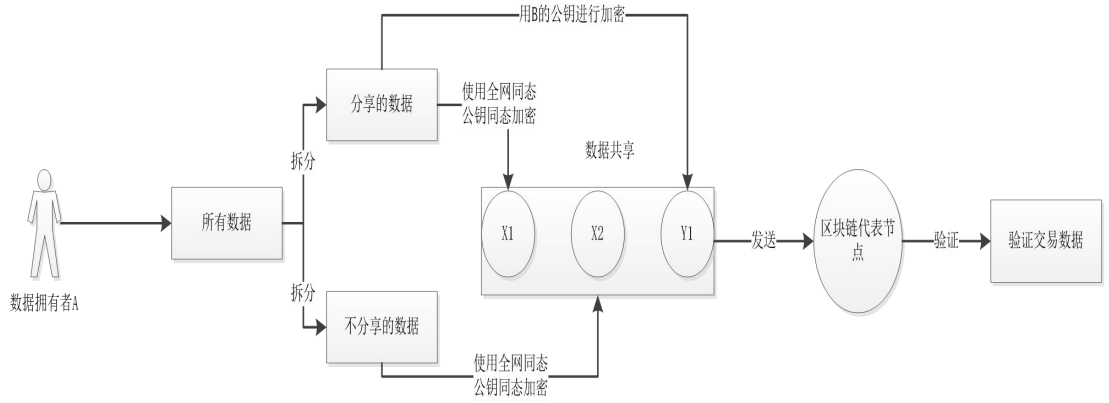 用B的公钥进行加密
分享的数据
使用全网同态
公钥同态加密
数据共享
拆分
所有数据
X1
X2
Y1
发送
区块链代表节
点
验证
验证交易数据
数据拥有者A
拆分
不分享的数据
使用全网同态
公钥同态加密